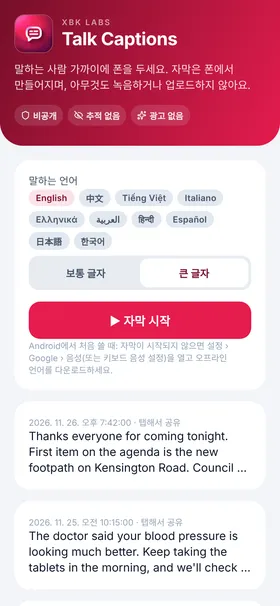 XBK LABS
Talk Captions
말하는 사람 가까이에 폰을 두세요. 자막은 폰에서
만들어지며, 아무것도 녹음하거나 업로드하지 않아요.
비공개
추적 없음
광고 없음
말하는 언어
English 中文 Tiếng Việt Italiano
Ελληνικά العربية हिन्दी Español
日本語 한국어
보통 글자 큰 글자
▶ 자막 시작
Android에서 처음 쓸 때: 자막이 시작되지 않으면 설정 ›
Google › 음성(또는 키보드 음성 설정)을 열고 오프라인
언어를 다운로드하세요.
2026. 11. 26. 오후 7:42:00 · 탭해서 공유
Thanks everyone for coming tonight.
First item on the agenda is the new
footpath on Kensington Road. Council ...
2026. 11. 25. 오전 10:15:00 · 탭해서 공유
The doctor said your blood pressure is
looking much better. Keep taking the
tablets in the morning, and we'll check ...